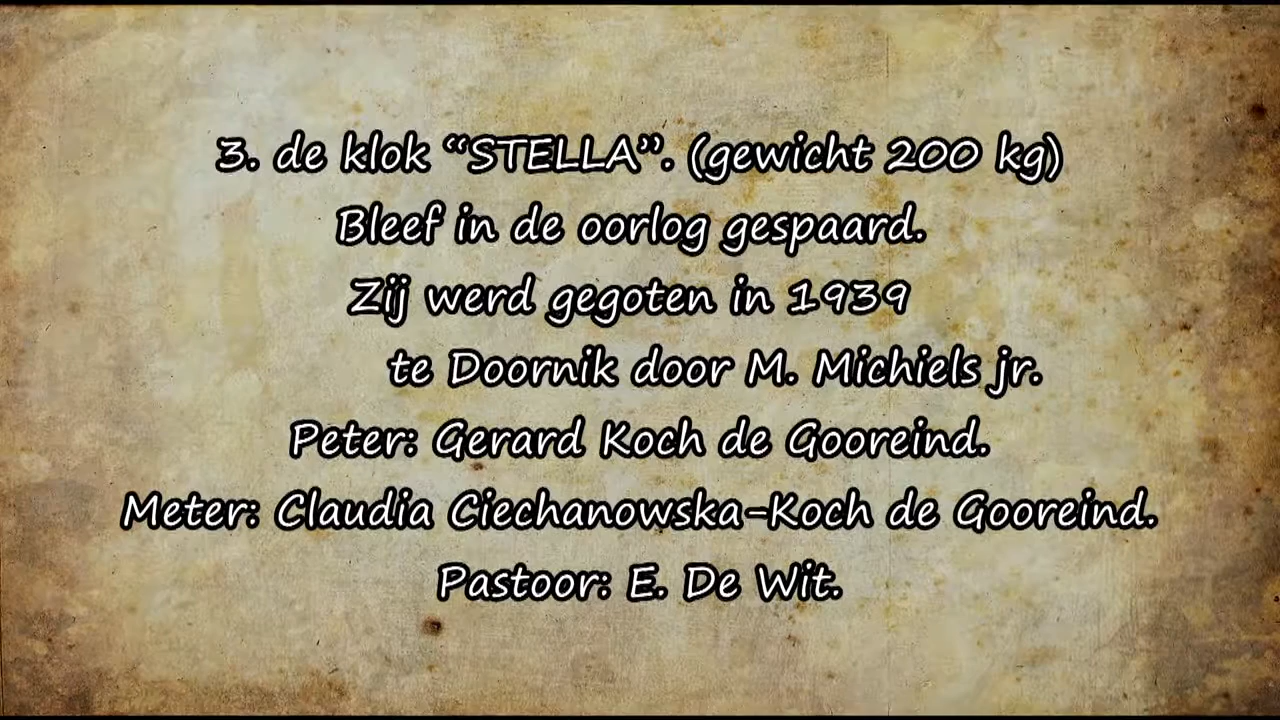 3. de klok “STELLA”. (gewicht 200 kg)
Bleef in de oorlog gespaard.
Zij werd gegoten in 1939
te Doornik door M. Michiels jr.
Peter: Gerard Koch de Gooreind.
Meter: Claudia Ciechanowska-Koch de Gooreind.
Pastoor: E. De Wit.